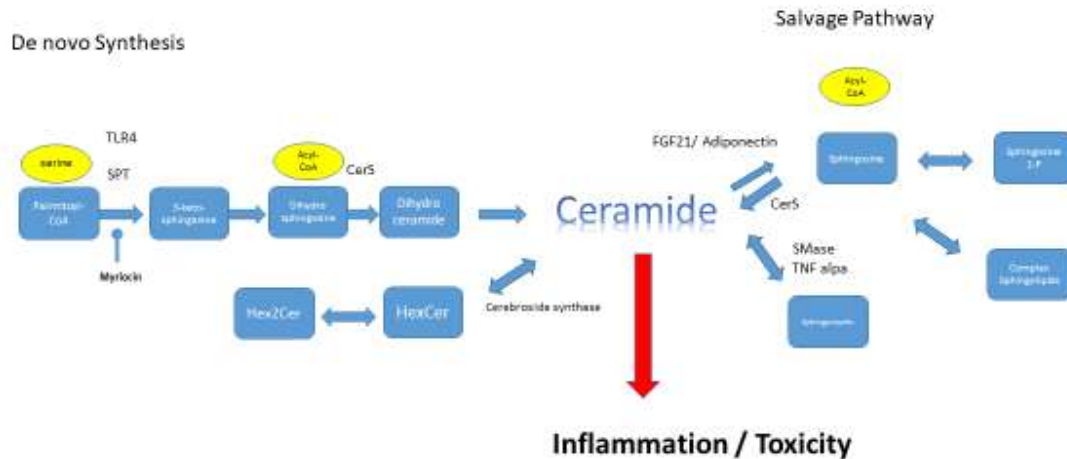 Salvage Pathway
De novo Synthesis
Acyl-
CoA
TLR4
FGF21/ Adiponectin
serine
Acyl-
CoA
CerS
Sphingosine
Sphingosine
1-P
SPT
Palmitoyl-
CoA
3-keto-
sphinganine
Dihydro
sphingosine
Dihydro
ceramide
Ceramide
CerS
Myriocin
SMase
TNF alpa
Complex
Sphingolipids
Hex2Cer
HexCer
Cerebroside synthase
Inflammation / Toxicity